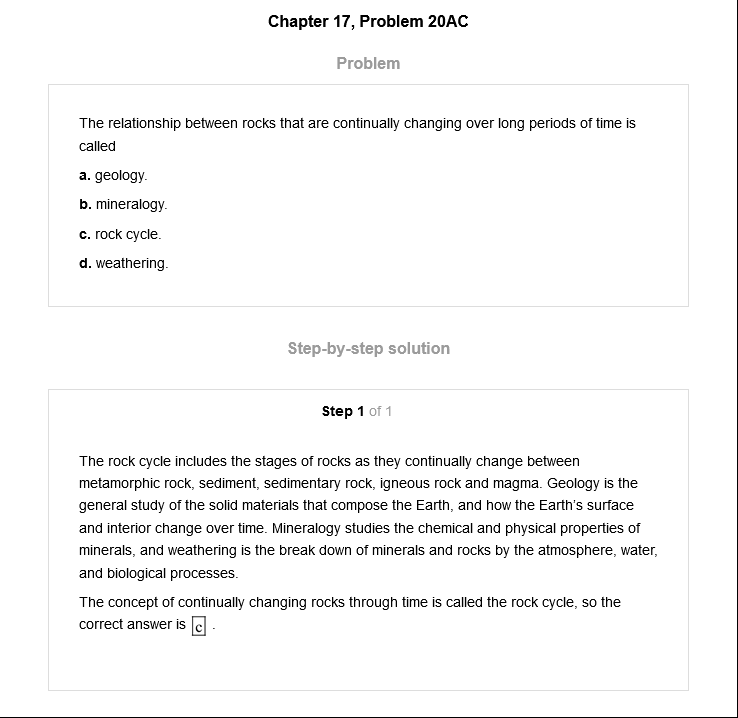 Chapter 17, Problem 20AC
Problem
The relationship between rocks that are continually changing over long periods of time is
called
a. geology.
b. mineralogy.
c. rock cycle.
d. weathering.
Step-by-step solution
Step 1 of 1
The rock cycle includes the stages of rocks as they continually change between
metamorphic rock, sediment, sedimentary rock, igneous rock and magma. Geology is the
general study of the solid materials that compose the Earth, and how the Earth's surface
and interior change over time. Mineralogy studies the chemical and physical properties of
minerals, and weathering is the break down of minerals and rocks by the atmosphere, water,
and biological processes.
The concept of continually changing rocks through time is called the rock cycle, so the
correct answer is c .